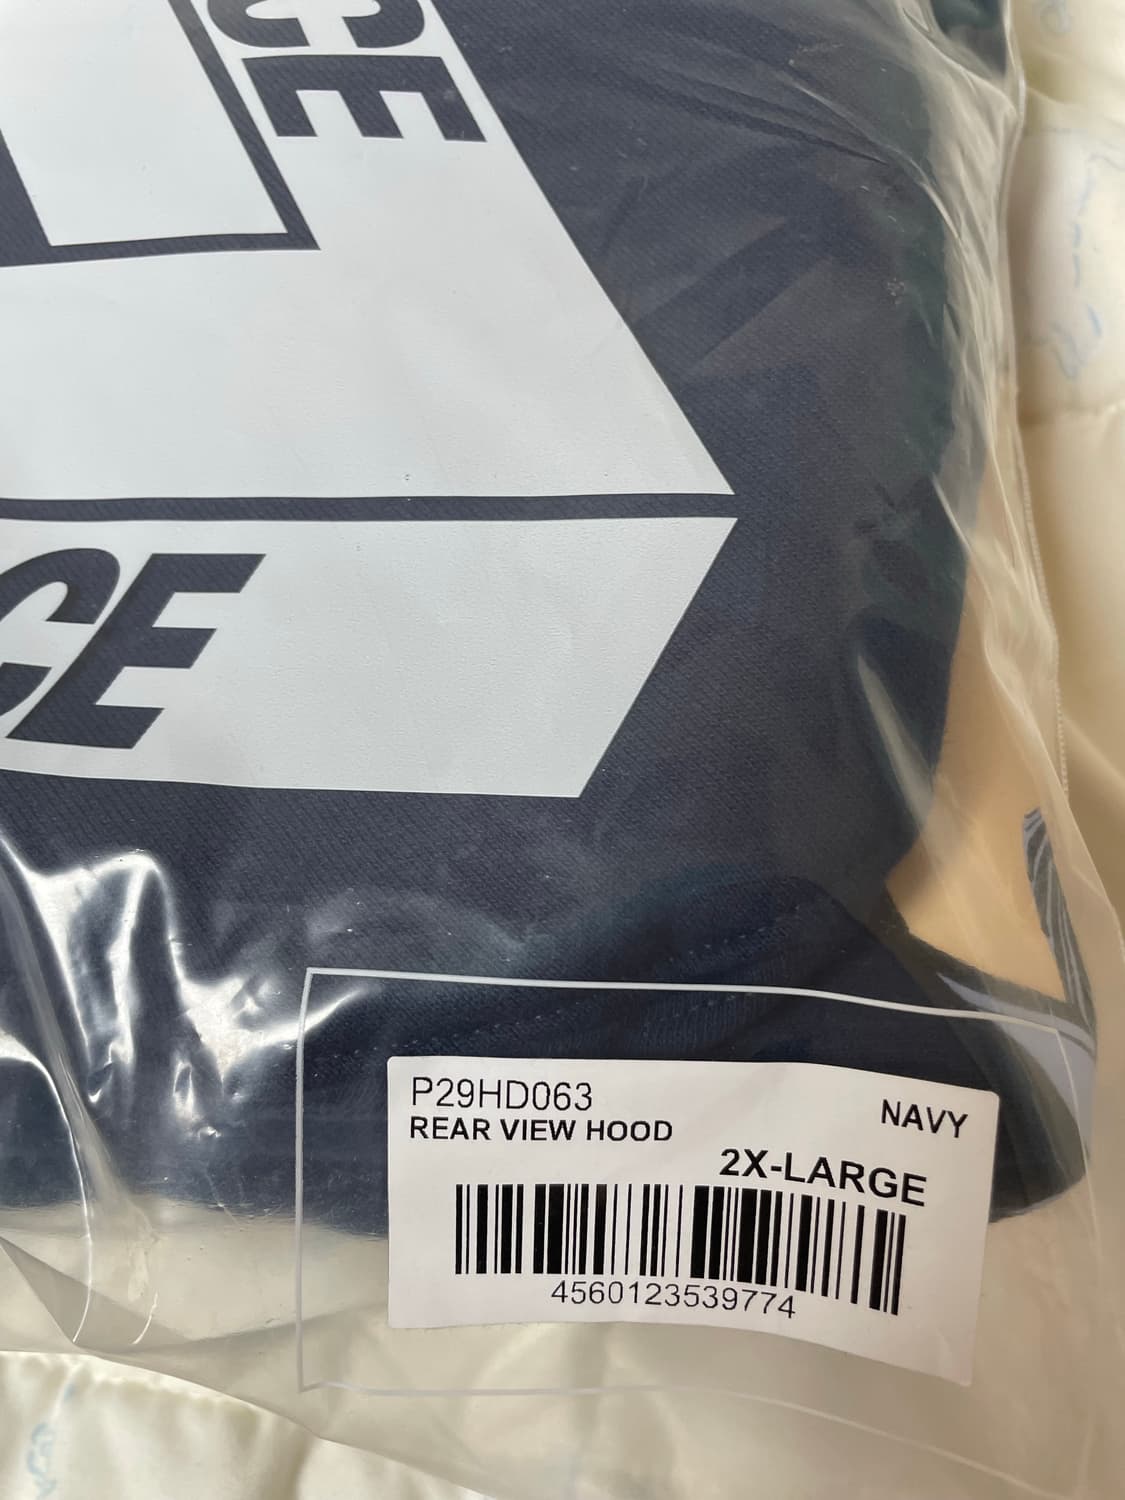 CE
CE
P29HD063
NAVY
REAR VIEW HOOD
2X-LARGE
4560123539774